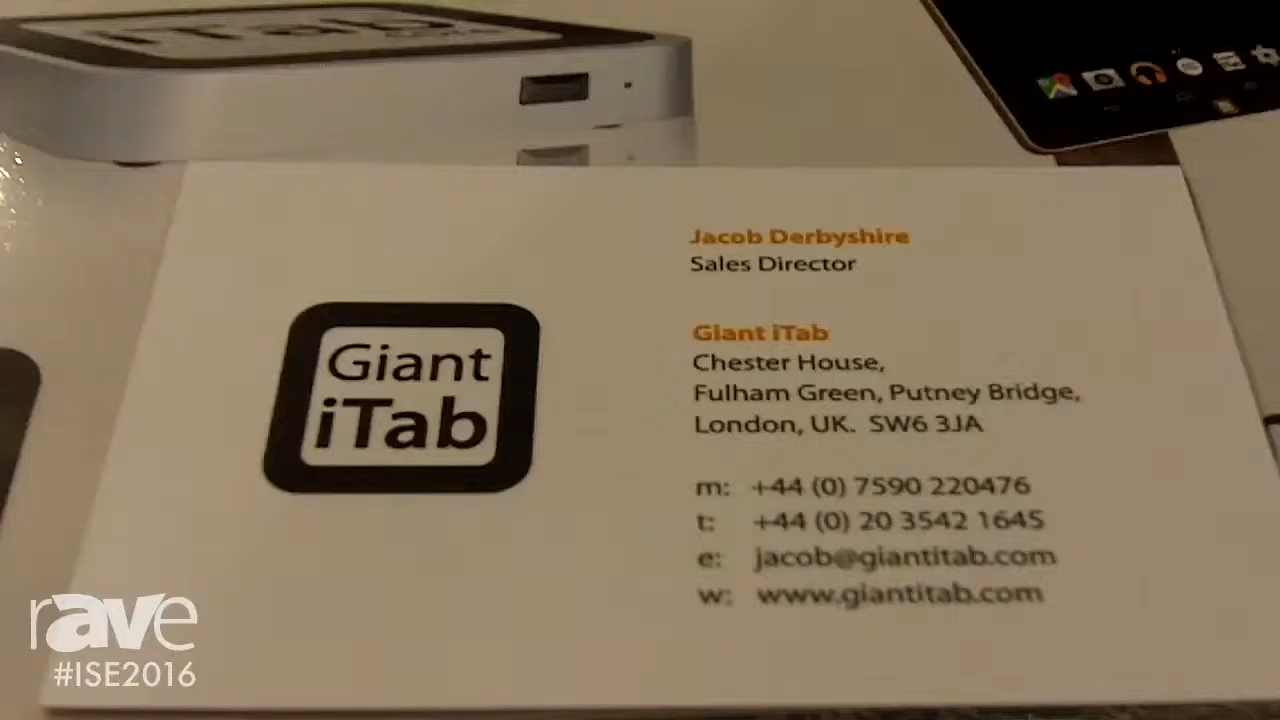 iTab
Jacob Derbyshire
Sales Director
Giant iTab
Chester House,
Fulham Green, Putney Bridge,
London, UK. SW6 3JA
m: +44 (0) 7590 220476
t: +44 (0) 20 3542 1645
e: jacob@giantitab.com
w: www.giantitab.com
Giant
iTab
rave
#ISE2016